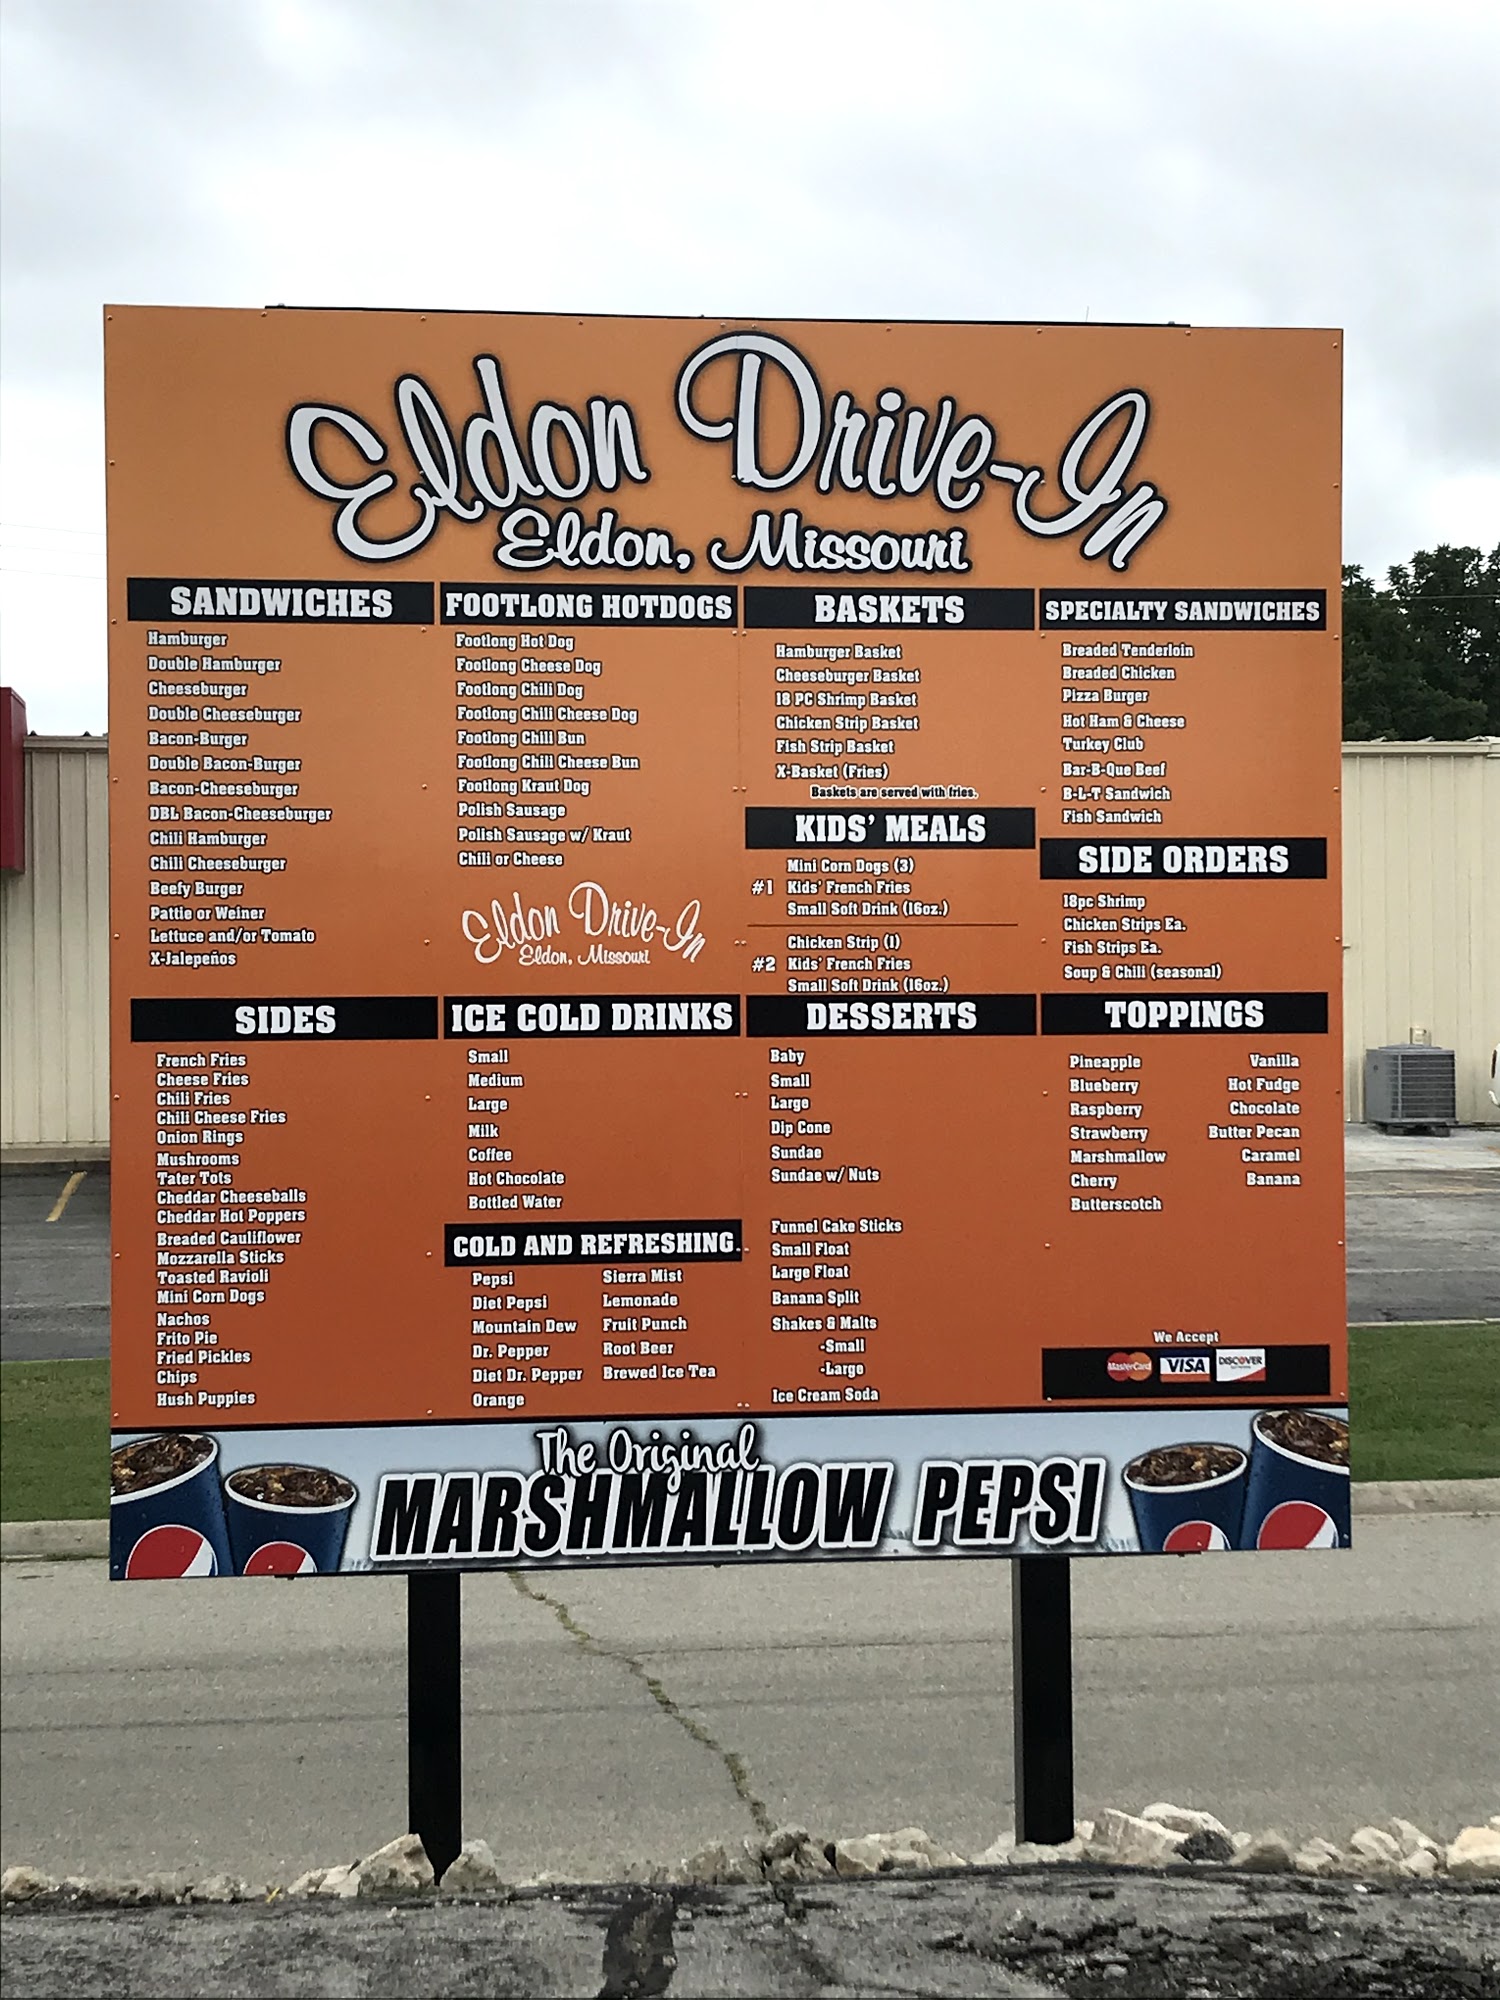 Eldon Drive-In
Eldon, Missouri
SANDWICHES
Hamburger
Double Hamburger
Cheeseburger
Double Cheeseburger
Bacon-Burger
Double Bacon-Burger
Bacon-Cheeseburger
DBL Bacon-Cheeseburger
Chili Hamburger
Chili Cheeseburger
Beefy Burger
Pattie or Weiner
Lettuce and/or Tomato
X-Jalepeños
FOOTLONG HOTDOGS
Footlong Hot Dog
Footlong Cheese Dog
Footlong Chili Dog
Footlong Chili Cheese Dog
Footlong Chili Bun
Footlong Chili Cheese Bun
Footlong Kraut Dog
Polish Sausage
Polish Sausage w/ Kraut
Chili or Cheese
Eldon Drive-In
Eldon, Missouri
BASKETS
Hamburger Basket
Cheeseburger Basket
18 PC Shrimp Basket
Chicken Strip Basket
Fish Strip Basket
X-Basket (Fries)
Baskets are served with fries.
KIDS' MEALS
Mini Corn Dogs (3)
#1 Kids' French Fries
Small Soft Drink (16oz.)
Chicken Strip (1)
#2 Kids' French Fries
Small Soft Drink (16oz.)
SPECIALTY SANDWICHES
Breaded Tenderloin
Breaded Chicken
Pizza Burger
Hot Ham & Cheese
Turkey Club
Bar-B-Que Beef
B-L-T Sandwich
Fish Sandwich
SIDE ORDERS
18pc Shrimp
Chicken Strips Ea.
Fish Strips Ea.
Soup & Chili (seasonal)
SIDES
French Fries
Cheese Fries
Chili Fries
Chili Cheese Fries
Onion Rings
Mushrooms
Tater Tots
Cheddar Cheeseballs
Cheddar Hot Poppers
Breaded Cauliflower
Mozzarella Sticks
Toasted Ravioli
Mini Corn Dogs
Nachos
Frito Pie
Fried Pickles
Chips
Hush Puppies
ICE COLD DRINKS
Small
Medium
Large
Milk
Coffee
Hot Chocolate
Bottled Water
COLD AND REFRESHING
Pepsi Sierra Mist
Diet Pepsi Lemonade
Mountain Dew Fruit Punch
Dr. Pepper Root Beer
Diet Dr. Pepper Brewed Ice Tea
Orange
DESSERTS
Baby
Small
Large
Dip Cone
Sundae
Sundae w/ Nuts
Funnel Cake Sticks
Small Float
Large Float
Banana Split
Shakes & Malts
-Small
-Large
Ice Cream Soda
TOPPINGS
Pineapple Vanilla
Blueberry Hot Fudge
Raspberry Chocolate
Strawberry Butter Pecan
Marshmallow Caramel
Cherry Banana
Butterscotch
We Accept
MasterCard VISA DISCOVER
The Original
MARSHMALLOW PEPSI